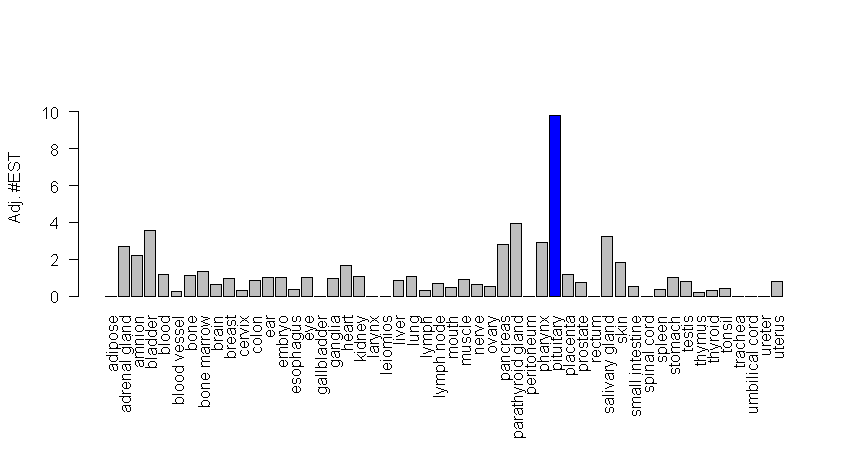 Adj. #EST
10
8
6
4
2
0
adipose
adrenal gland
amnion
bladder
blood
blood vessel
bone
bone marrow
brain
breast
cervix
colon
ear
embryo
esophagus
eye
gallbladder
ganglia
heart
kidney
larynx
leiomios
liver
lung
lymph
lymph node
mouth
muscle
nerve
ovary
pancreas
parathyroid gland
peritoneum
pharynx
pituitary
placenta
prostate
rectum
salivary gland
skin
small intestine
spinal cord
spleen
stomach
testis
thymus
thyroid
tonsil
trachea
umbilical cord
ureter
uterus